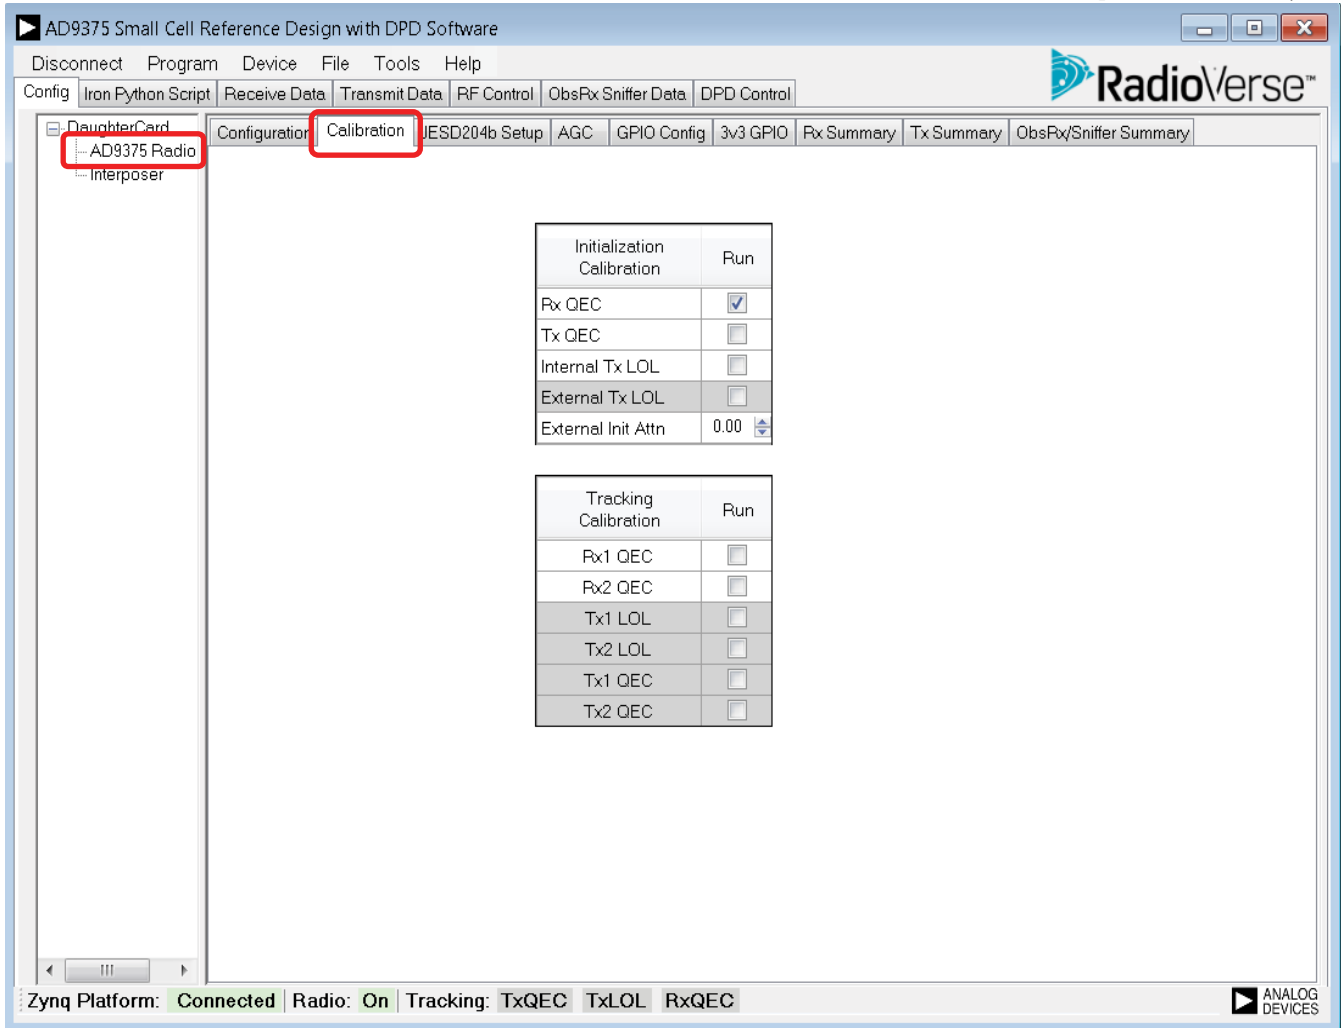 AD9375 Small Cell Reference Design with DPD Software
Disconnect Program Device File Tools Help
RadioVerse™
Config Iron Python Script Receive Data Transmit Data RF Control ObsRx Sniffer Data DPD Control
DaughterCard
AD9375 Radio
Interposer
Configuration Calibration JESD204b Setup AGC GPIO Config 3v3 GPIO Rx Summary Tx Summary ObsRx/Sniffer Summary
Initialization
Calibration
Run
Rx QEC
Tx QEC
Internal Tx LOL
External Tx LOL
External Init Attn 0.00
Tracking
Calibration
Run
Rx1 QEC
Rx2 QEC
Tx1 LOL
Tx2 LOL
Tx1 QEC
Tx2 QEC
Zynq Platform: Connected Radio: On Tracking: TxQEC TxLOL RxQEC
ANALOG
DEVICES